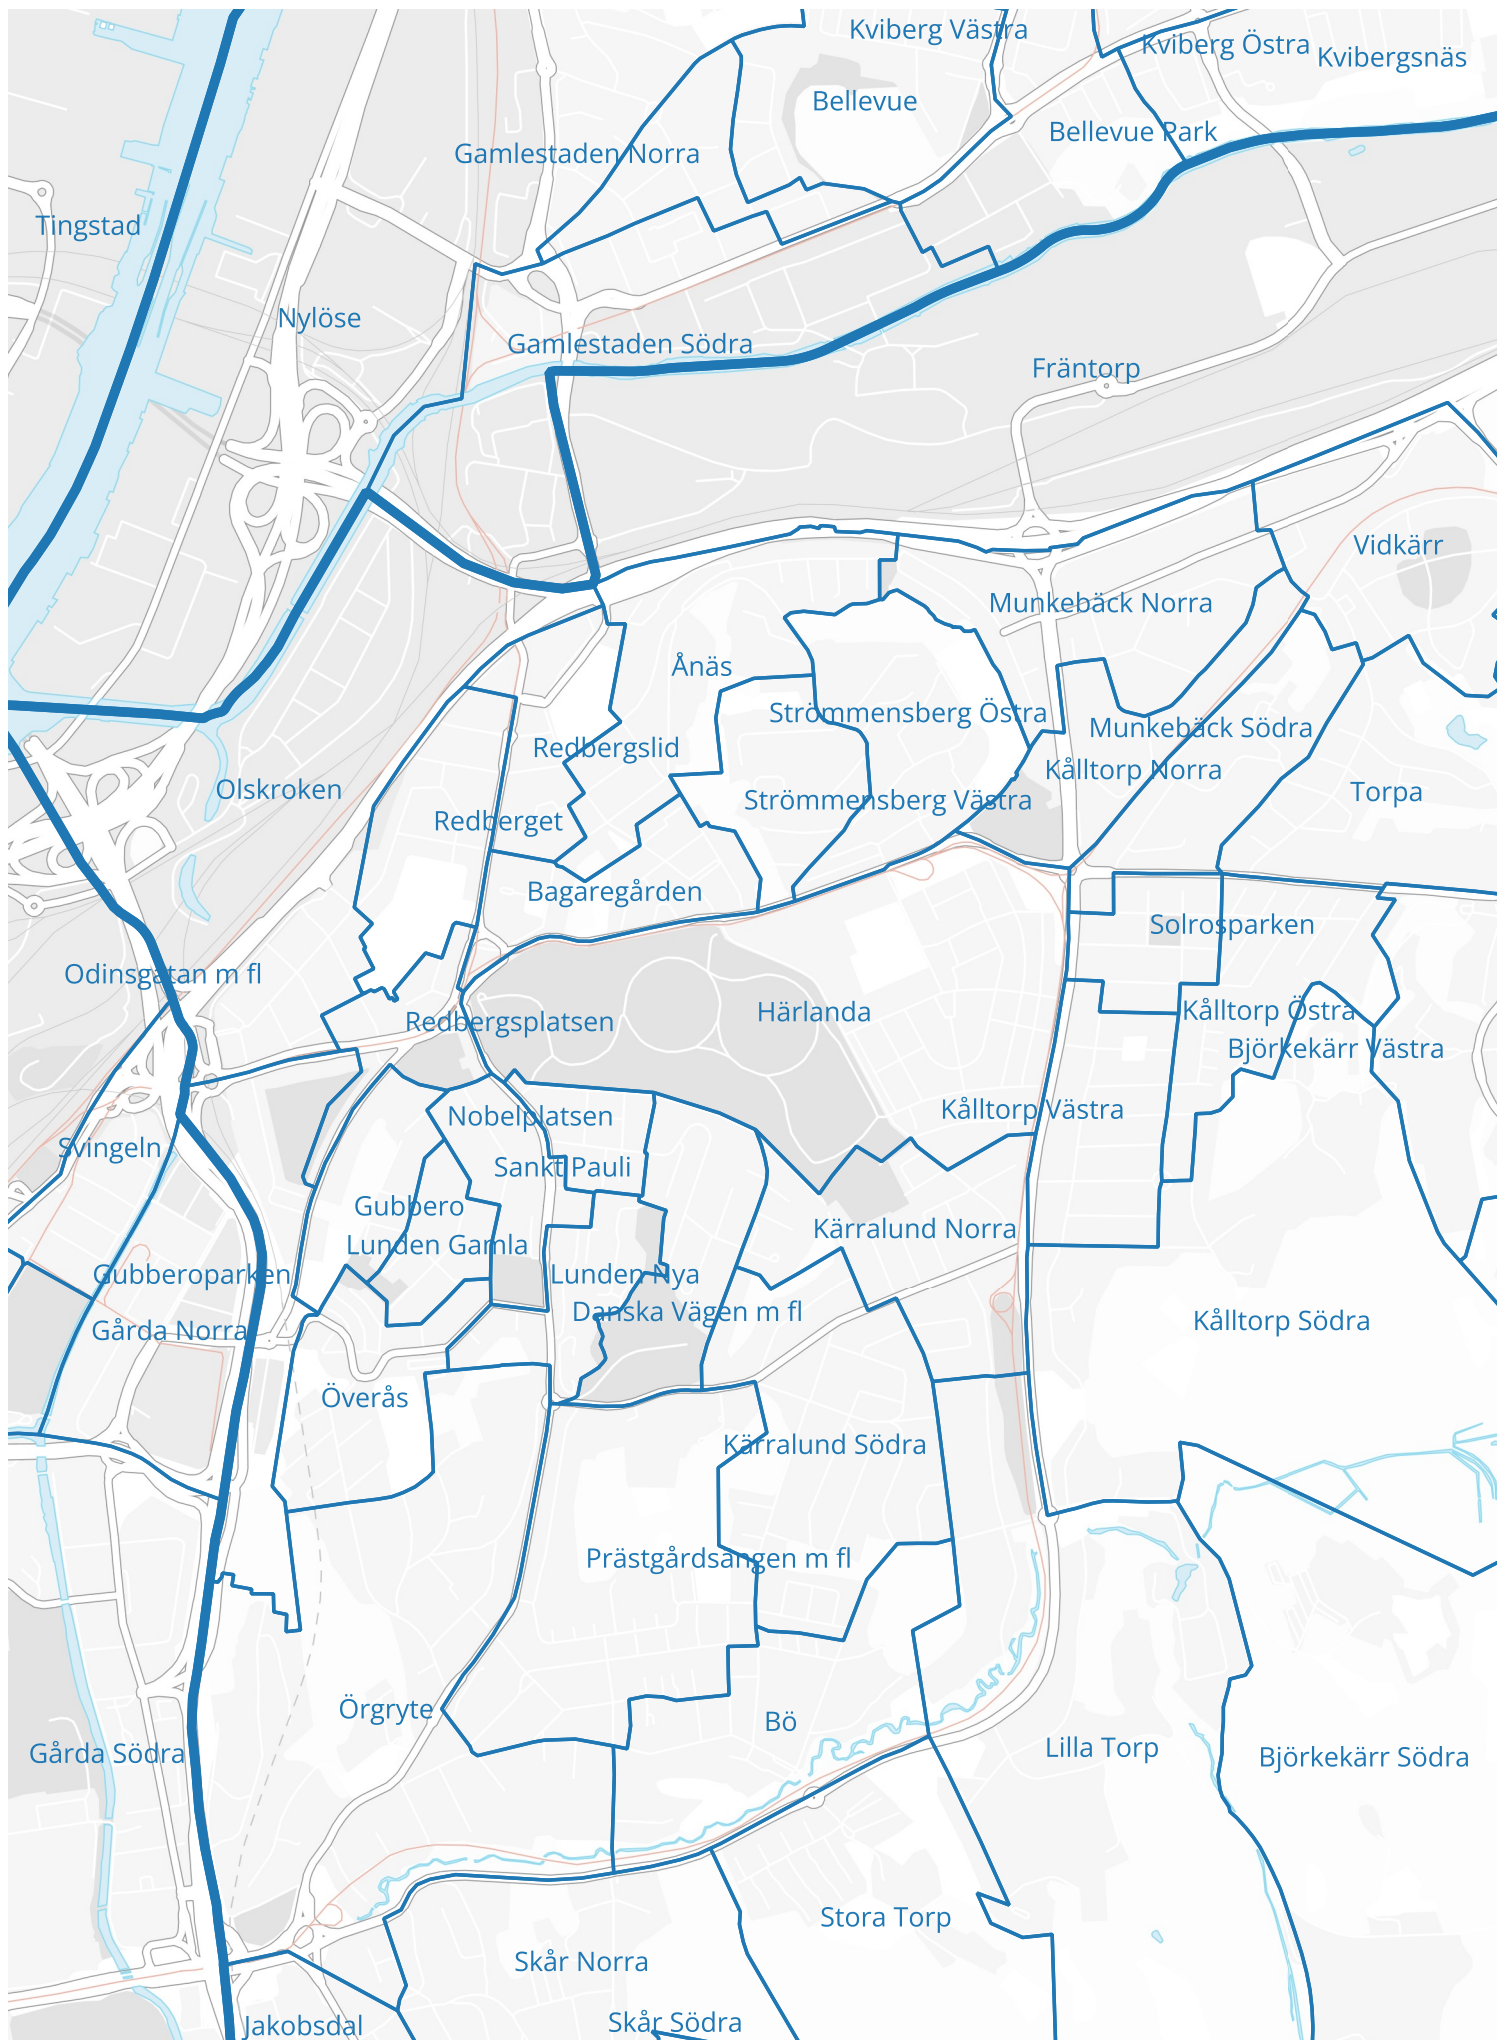 Kviberg Västra
Kviberg Östra
Kvibergsnäs
Bellevue
Bellevue Park
Gamlestaden Norra
Tingstad
Nylöse
Gamlestaden Södra
Fräntorp
Vidkärr
Munkebäck Norra
Ånäs
Strömmensberg Östra
Munkebäck Södra
Redbergslid
Kålltorp Norra
Olskroken
Torpa
Strömmensberg Västra
Redberget
Bagaregården
Solrosparken
Odinsgatan m fl
Härlanda
Kålltorp Östra
Redbergsplatsen
Björkekärr Västra
Kålltorp Västra
Nobelplatsen
Svingeln
Sankt Pauli
Gubbero
Kärralund Norra
Lunden Gamla
Gubberoparken
Lunden Nya
Danska Vägen m fl
Kålltorp Södra
Gårda Norra
Överås
Kärralund Södra
Prästgårdsängen m fl
Örgryte
Bö
Lilla Torp
Gårda Södra
Björkekärr Södra
Stora Torp
Skår Norra
Skår Södra
Jakobsdal